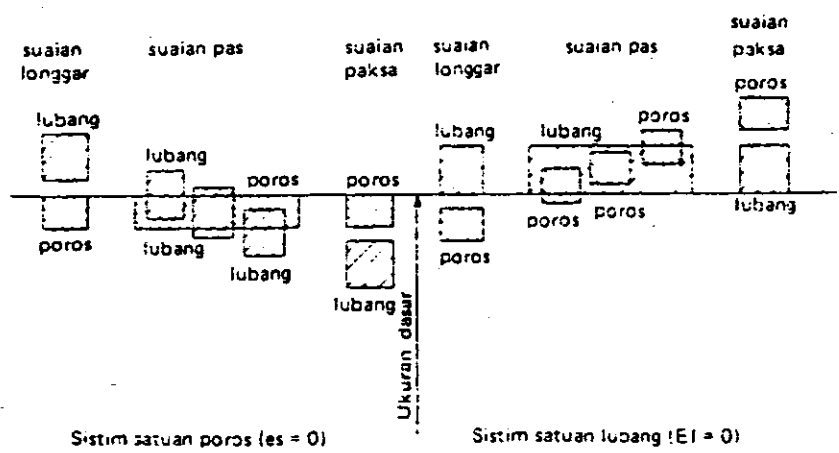 suaian longgar
suaian pas
suaian paksa
suaian longgar
suaian pas
suaian paksa
lubang
poros
lubang
lubang
poros
lubang
poros
lubang
lubang
poros
lubang
poros
poros
poros
poros
lubang
Ukuran dasar
Sistim satuan poros (es = 0)
Sistim satuan lubang (EI = 0)